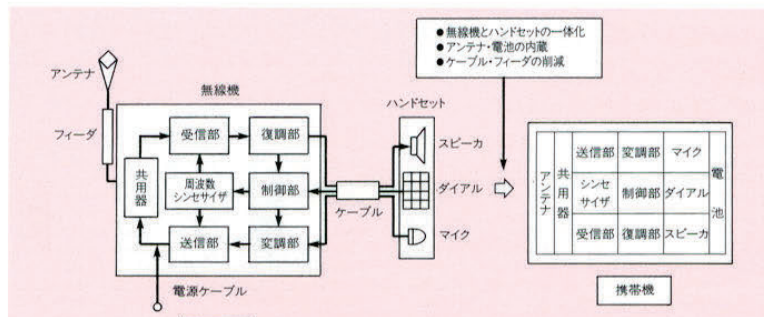 ●無線機とハンドセットの一体化
●アンテナ・電池の内蔵
●ケーブル・フィーダの削減
アンテナ
フィーダ
無線機
共用器
受信部
復調部
周波数
シンセサイザ
制御部
送信部
変調部
電源ケーブル
ケーブル
ハンドセット
スピーカ
ダイアル
マイク
アンテナ
共用器
送信部
変調部
マイク
シンセ
サイザ
制御部
ダイアル
受信部
復調部
スピーカ
電池
携帯機